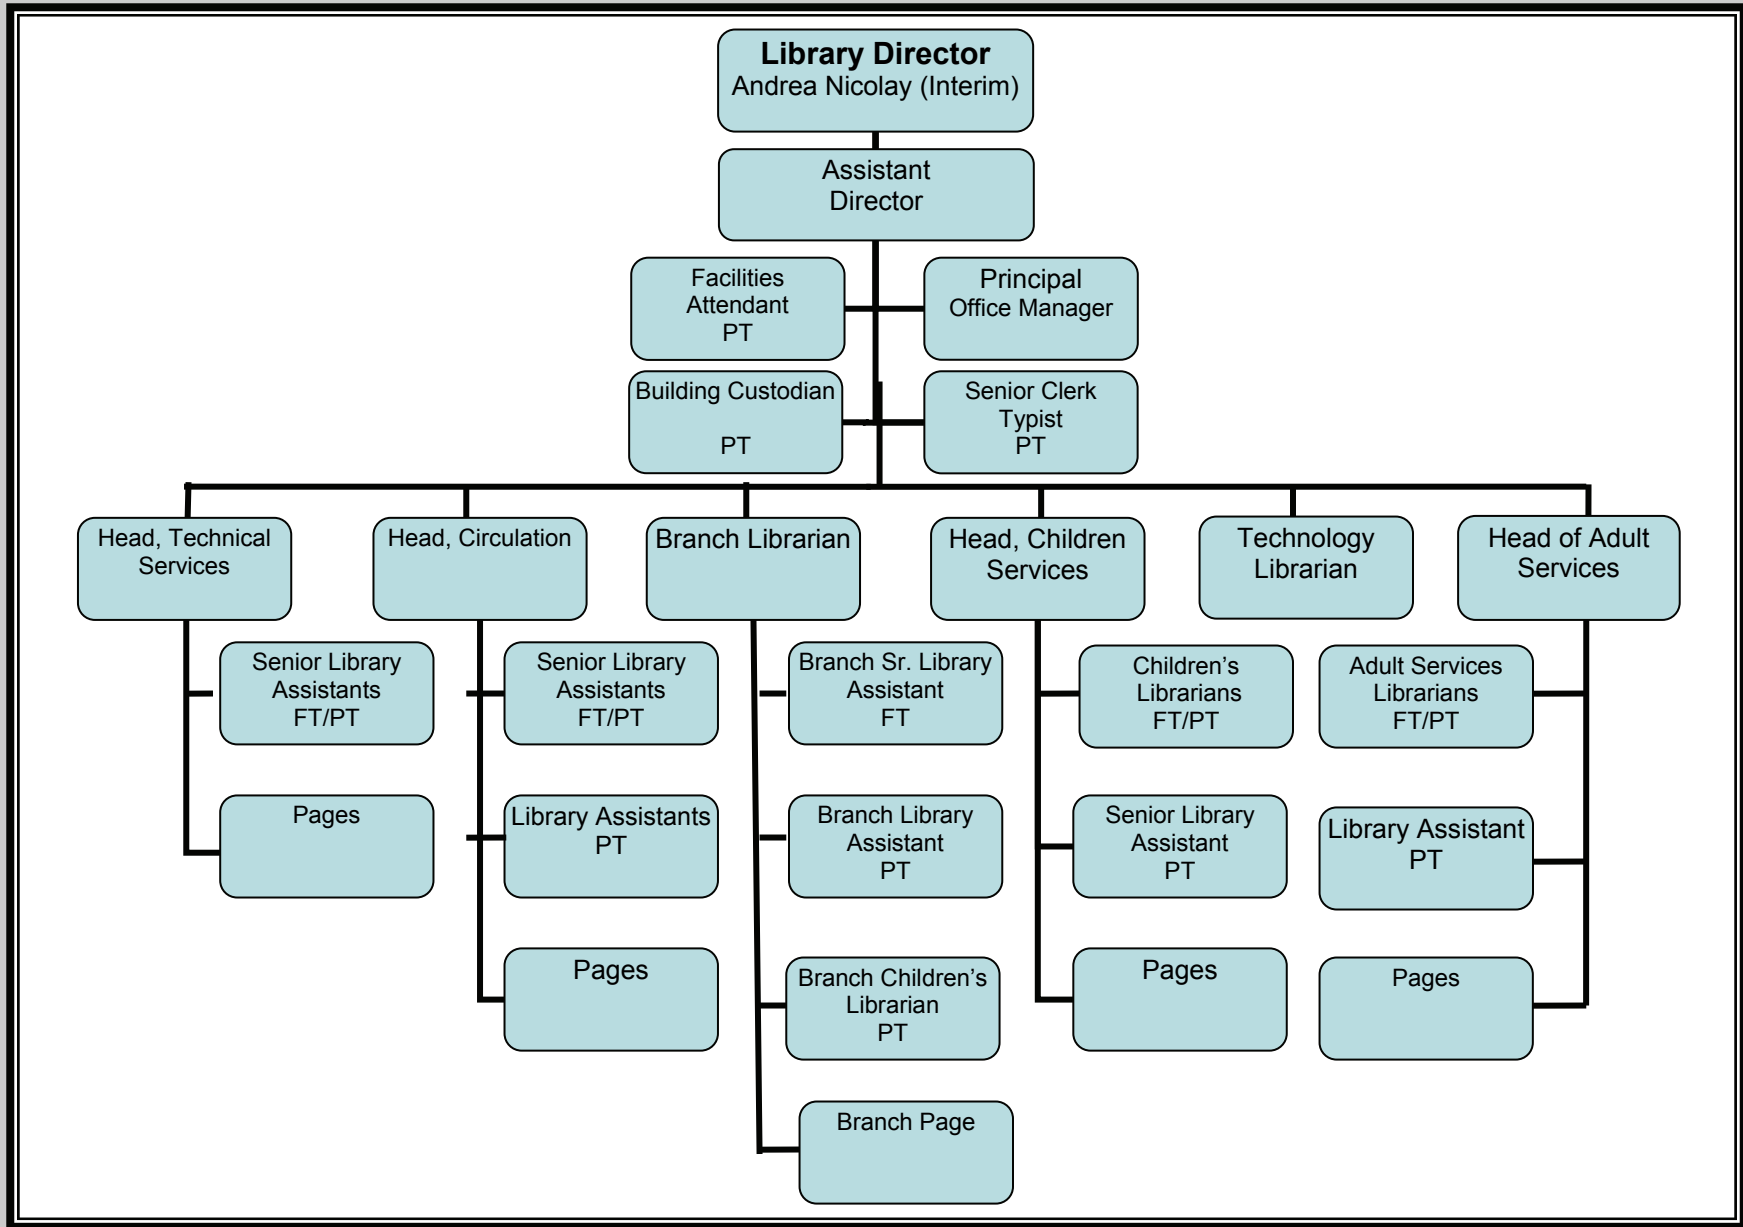 Library Director
Andrea Nicolay (Interim)
Assistant
Director
Facilities
Attendant
PT
Principal
Office Manager
Building Custodian
PT
Senior Clerk
Typist
PT
Head, Technical
Services
Head, Circulation
Branch Librarian
Head, Children
Services
Technology
Librarian
Head of Adult
Services
Senior Library
Assistants
FT/PT
Senior Library
Assistants
FT/PT
Branch Sr. Library
Assistant
FT
Children’s
Librarians
FT/PT
Adult Services
Librarians
FT/PT
Pages
Library Assistants
PT
Branch Library
Assistant
PT
Senior Library
Assistant
PT
Library Assistant
PT
Pages
Branch Children’s
Librarian
PT
Pages
Pages
Branch Page